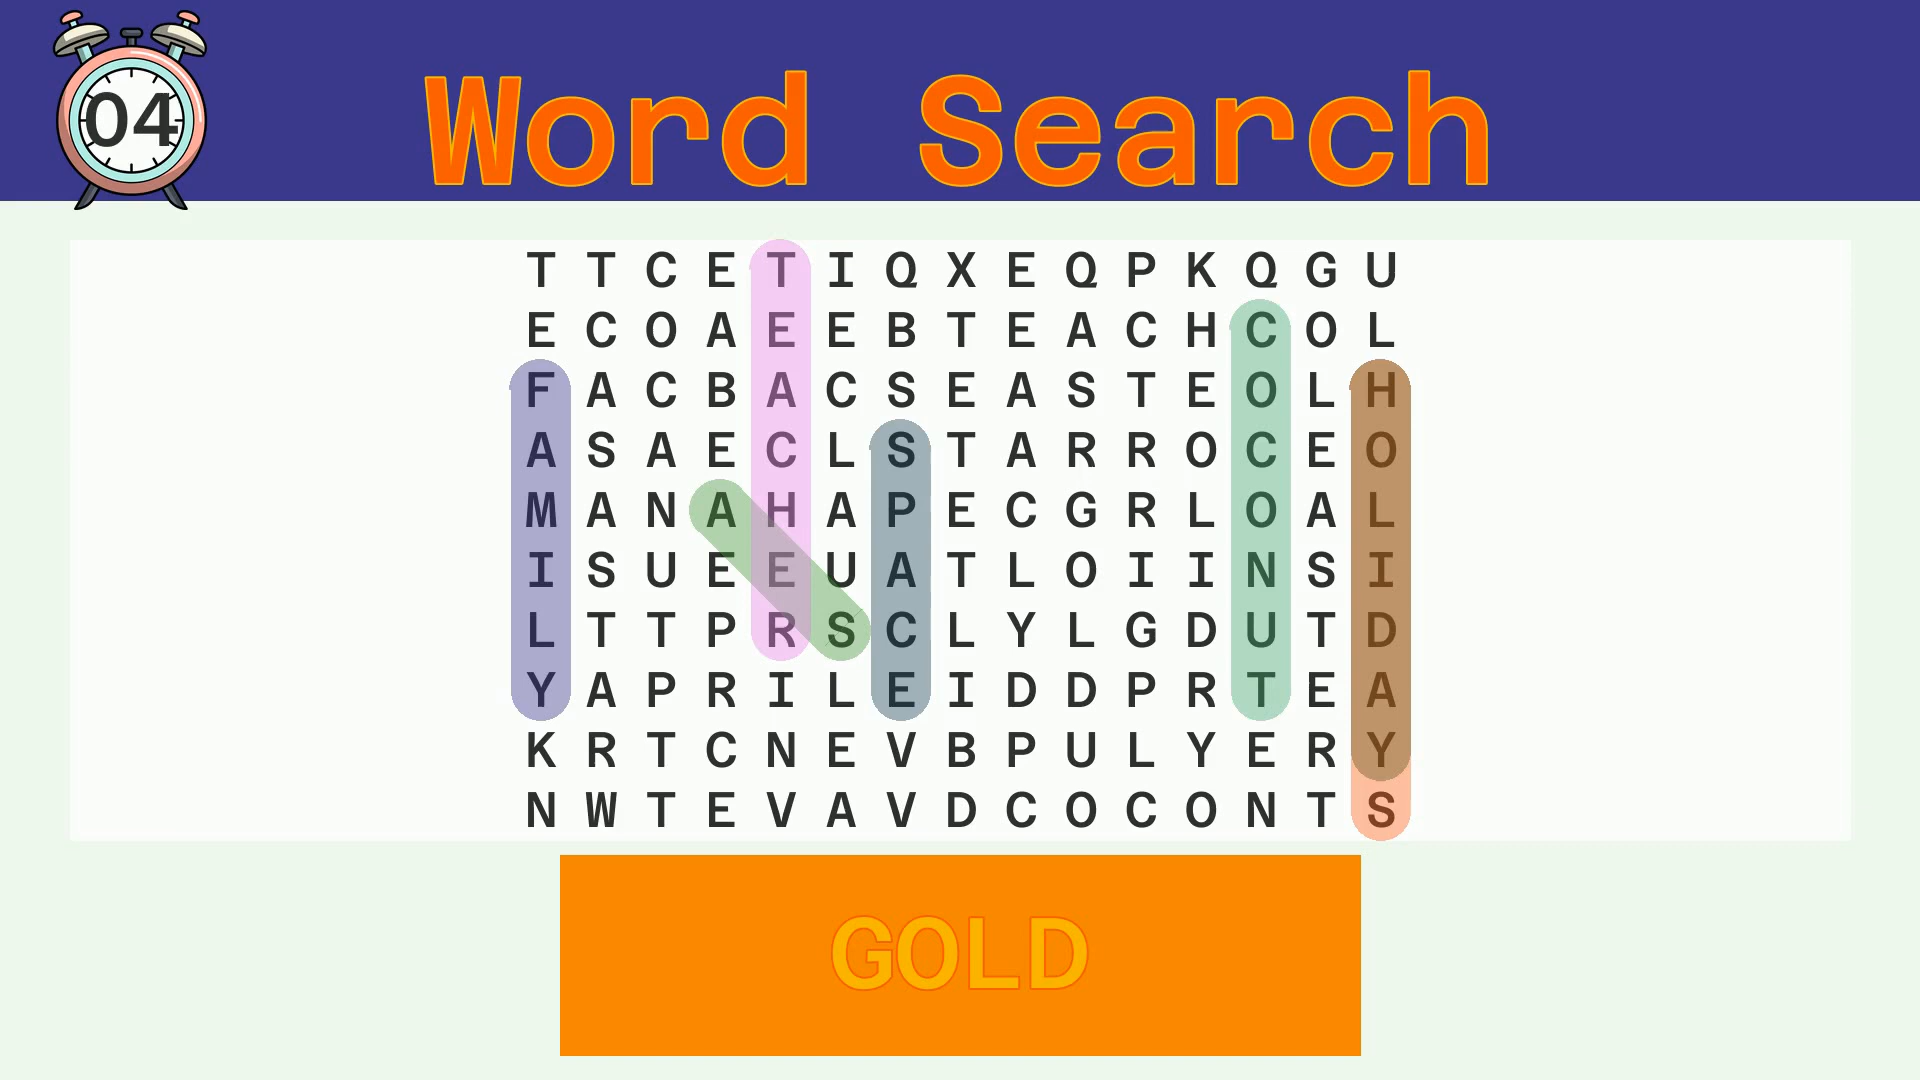 04
Word Search
T T C E T I Q X E Q P K Q G U
E C O A E E B T E A C H C O L
F A C B A C S E A S T E O L H
A S A E C L S T A R R O C E O
M A N A H A P E C G R L O A L
I S U E E U A T L O I I N S I
L T T P R S C L Y L G D U T D
Y A P R I L E I D D P R T E A
K R T C N E V B P U L Y E R Y
N W T E V A V D C O C O N T S
GOLD